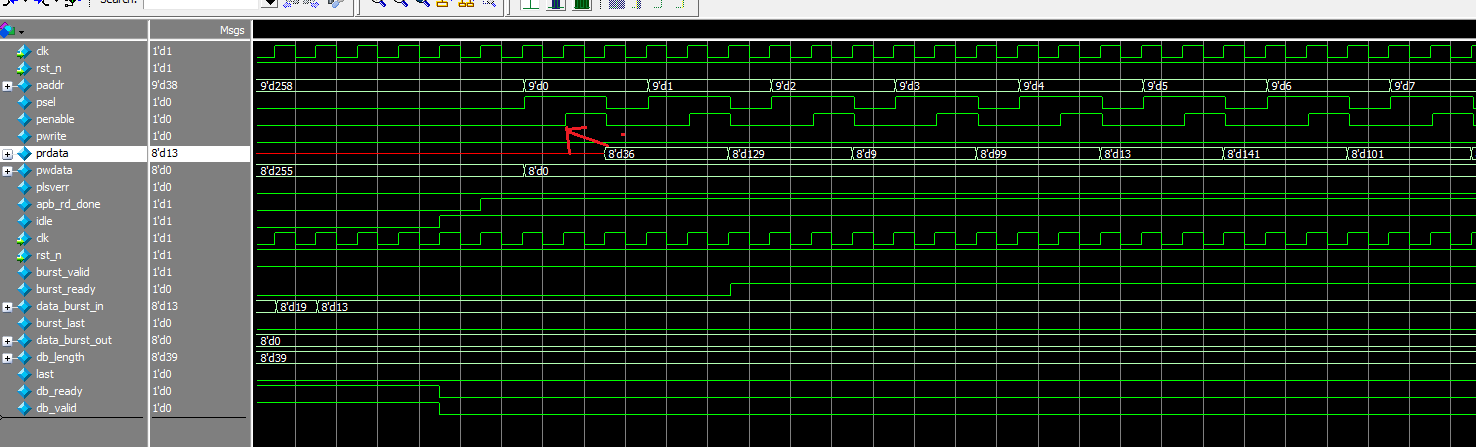 Search:
Msgs
clk 1'd1
rst_n 1'd1
paddr 9'd38 9'd258 9'd0 9'd1 9'd2 9'd3 9'd4 9'd5 9'd6 9'd7
psel 1'd0
penable 1'd0
pwrite 1'd0
prdata 8'd13 8'd36 8'd129 8'd9 8'd99 8'd13 8'd141 8'd101
pwdata 8'd0 8'd255 8'd0
plsverr 1'd0
apb_rd_done 1'd1
idle 1'd1
clk 1'd1
rst_n 1'd1
burst_valid 1'd1
burst_ready 1'd0
data_burst_in 8'd13 8'd19 8'd13
burst_last 1'd0
data_burst_out 8'd0 8'd0
db_length 8'd39 8'd39
last 1'd0
db_ready 1'd0
db_valid 1'd0